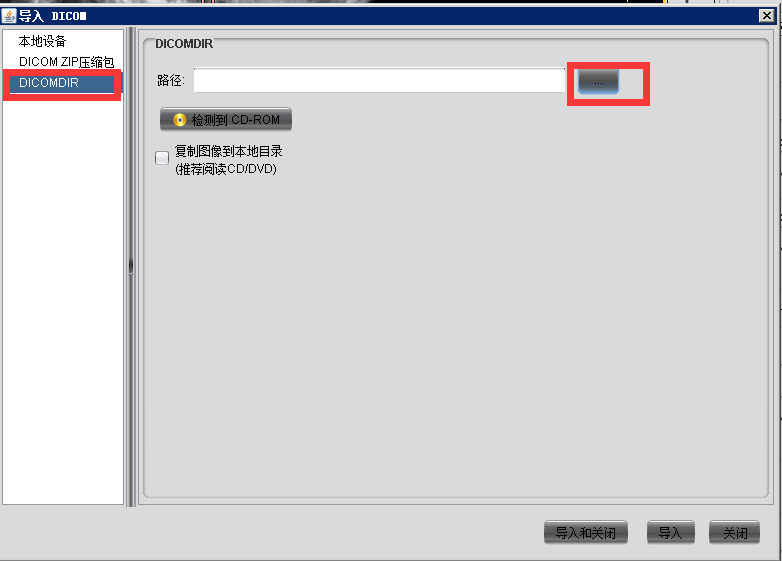 导入 DICOM
本地设备
DICOM ZIP压缩包
DICOMDIR
DICOMDIR
路径:
...
检测到 CD-ROM
复制图像到本地目录
(推荐阅读CD/DVD)
导入和关闭
导入
关闭